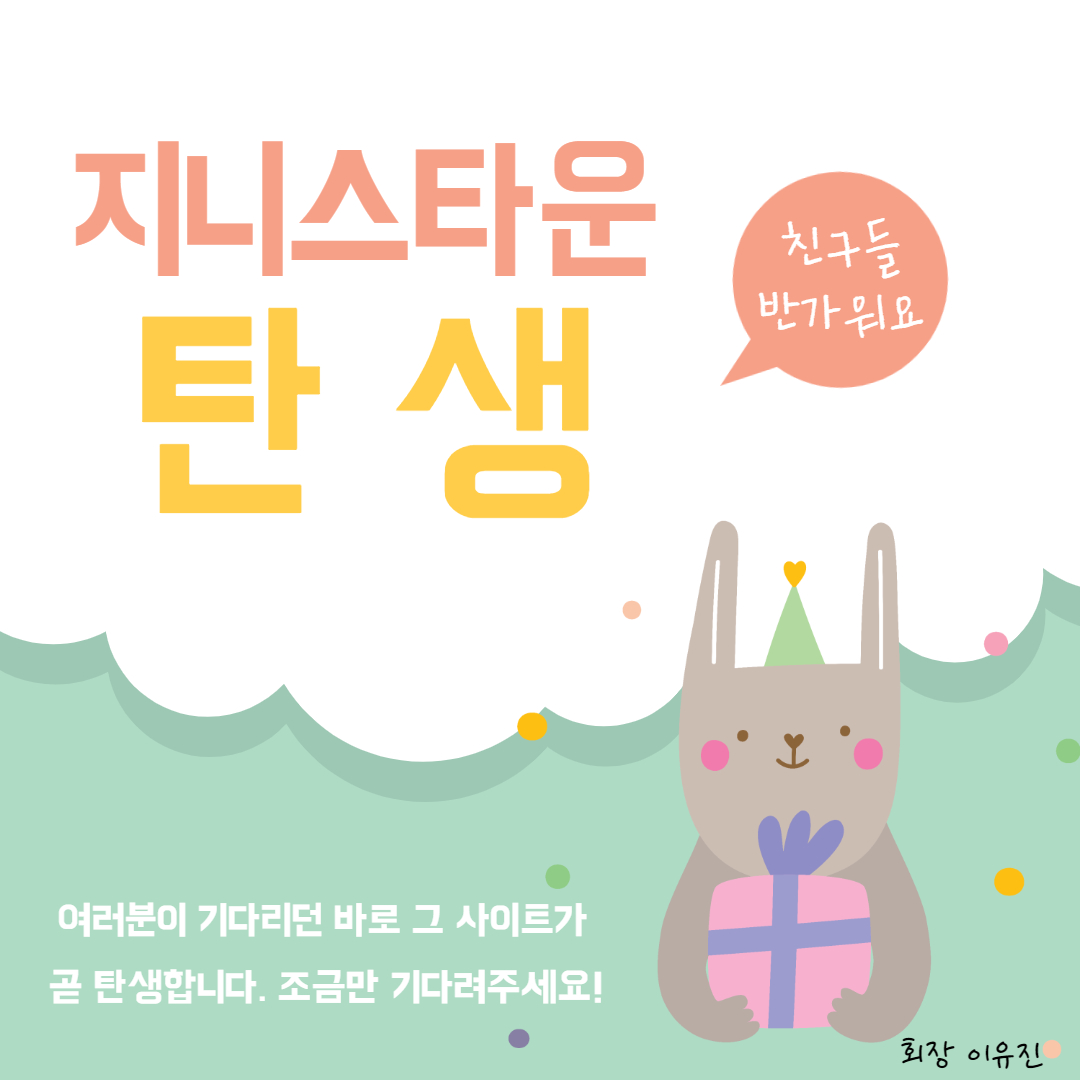 지니스타운
탄 생
친구들
반가워요
여러분이 기다리던 바로 그 사이트가
곧 탄생합니다. 조금만 기다려주세요!
회장 이유진